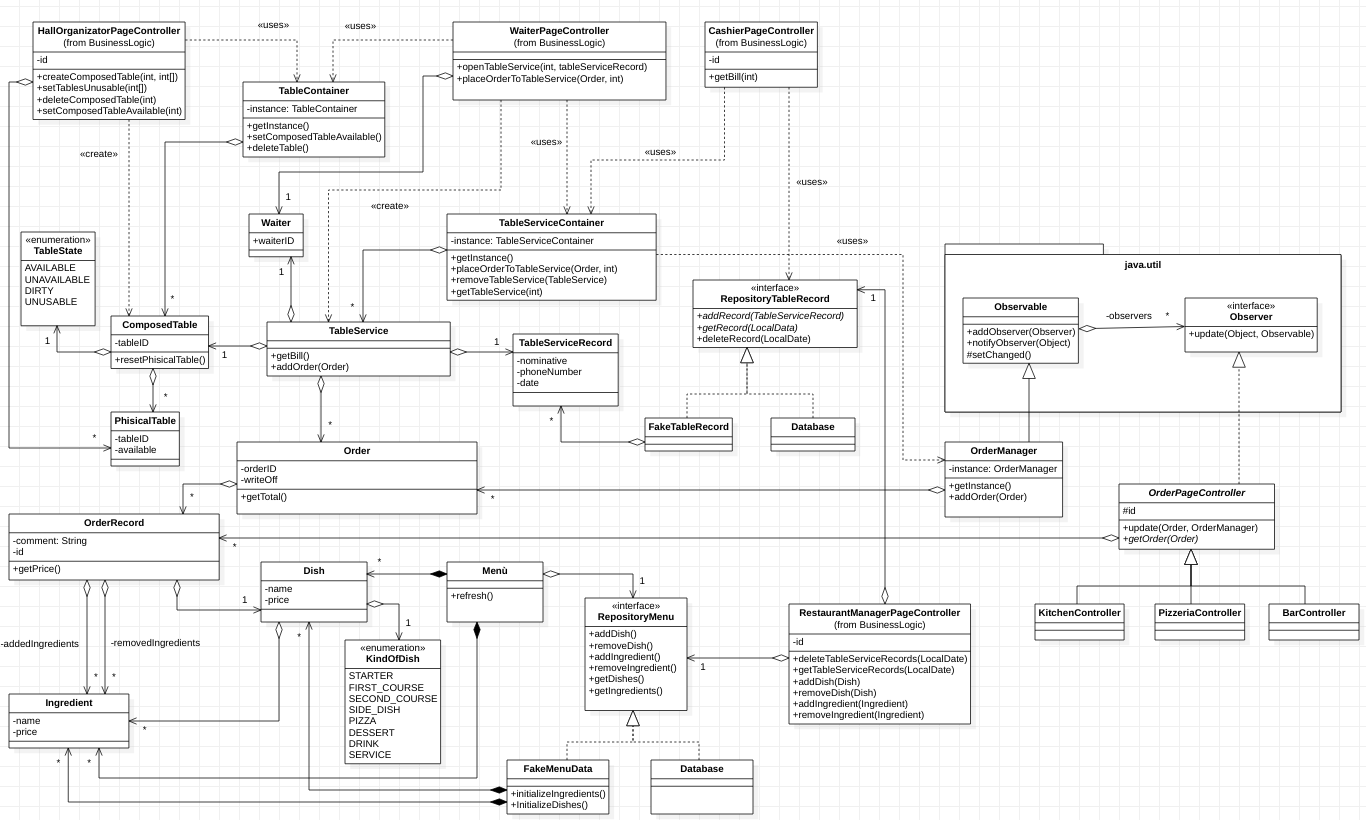 HallOrganizatorPageController
(from BusinessLogic)
-id
+createComposedTable(int, int[])
+setTablesUnusable(int[])
+deleteComposedTable(int)
+setComposedTableAvailable(int)
«uses»
«uses»
WaiterPageController
(from BusinessLogic)
+openTableService(int, tableServiceRecord)
+placeOrderToTableService(Order, int)
CashierPageController
(from BusinessLogic)
-id
+getBill(int)
TableContainer
-instance: TableContainer
+getInstance()
+setComposedTableAvailable()
+deleteTable()
«create»
«uses»
«uses»
«uses»
1
«create»
Waiter
+waiterID
1
TableServiceContainer
-instance: TableServiceContainer
+getInstance()
+placeOrderToTableService(Order, int)
+removeTableService(TableService)
+getTableService(int)
«uses»
«enumeration»
TableState
AVAILABLE
UNAVAILABLE
DIRTY
UNUSABLE
1
*
*
«interface»
RepositoryTableRecord
+addRecord(TableServiceRecord)
+getRecord(LocalData)
+deleteRecord(LocalDate)
1
java.util
Observable
+addObserver(Observer)
+notifyObserver(Object)
#setChanged()
-observers
*
«interface»
Observer
+update(Object, Observable)
ComposedTable
-tableID
+resetPhisicalTable()
1
*
TableService
+getBill()
+addOrder(Order)
1
*
TableServiceRecord
-nominative
-phoneNumber
-date
*
PhisicalTable
-tableID
-available
*
FakeTableRecord
Database
Order
-orderID
-writeOff
+getTotal()
*
*
OrderManager
-instance: OrderManager
+getInstance()
+addOrder(Order)
OrderPageController
#id
+update(Order, OrderManager)
+getOrder(Order)
OrderRecord
-comment: String
-id
+getPrice()
*
1
-addedIngredients
-removedIngredients
*
*
Dish
-name
-price
*
*
1
Menù
+refresh()
1
«interface»
RepositoryMenu
+addDish()
+removeDish()
+addIngredient()
+removeIngredient()
+getDishes()
+getIngredients()
1
RestaurantManagerPageController
(from BusinessLogic)
-id
+deleteTableServiceRecords(LocalDate)
+getTableServiceRecords(LocalDate)
+addDish(Dish)
+removeDish(Dish)
+addIngredient(Ingredient)
+removeIngredient(Ingredient)
KitchenController
PizzeriaController
BarController
«enumeration»
KindOfDish
STARTER
FIRST_COURSE
SECOND_COURSE
SIDE_DISH
PIZZA
DESSERT
DRINK
SERVICE
Ingredient
-name
-price
*
*
*
FakeMenuData
+initializeIngredients()
+InitializeDishes()
Database